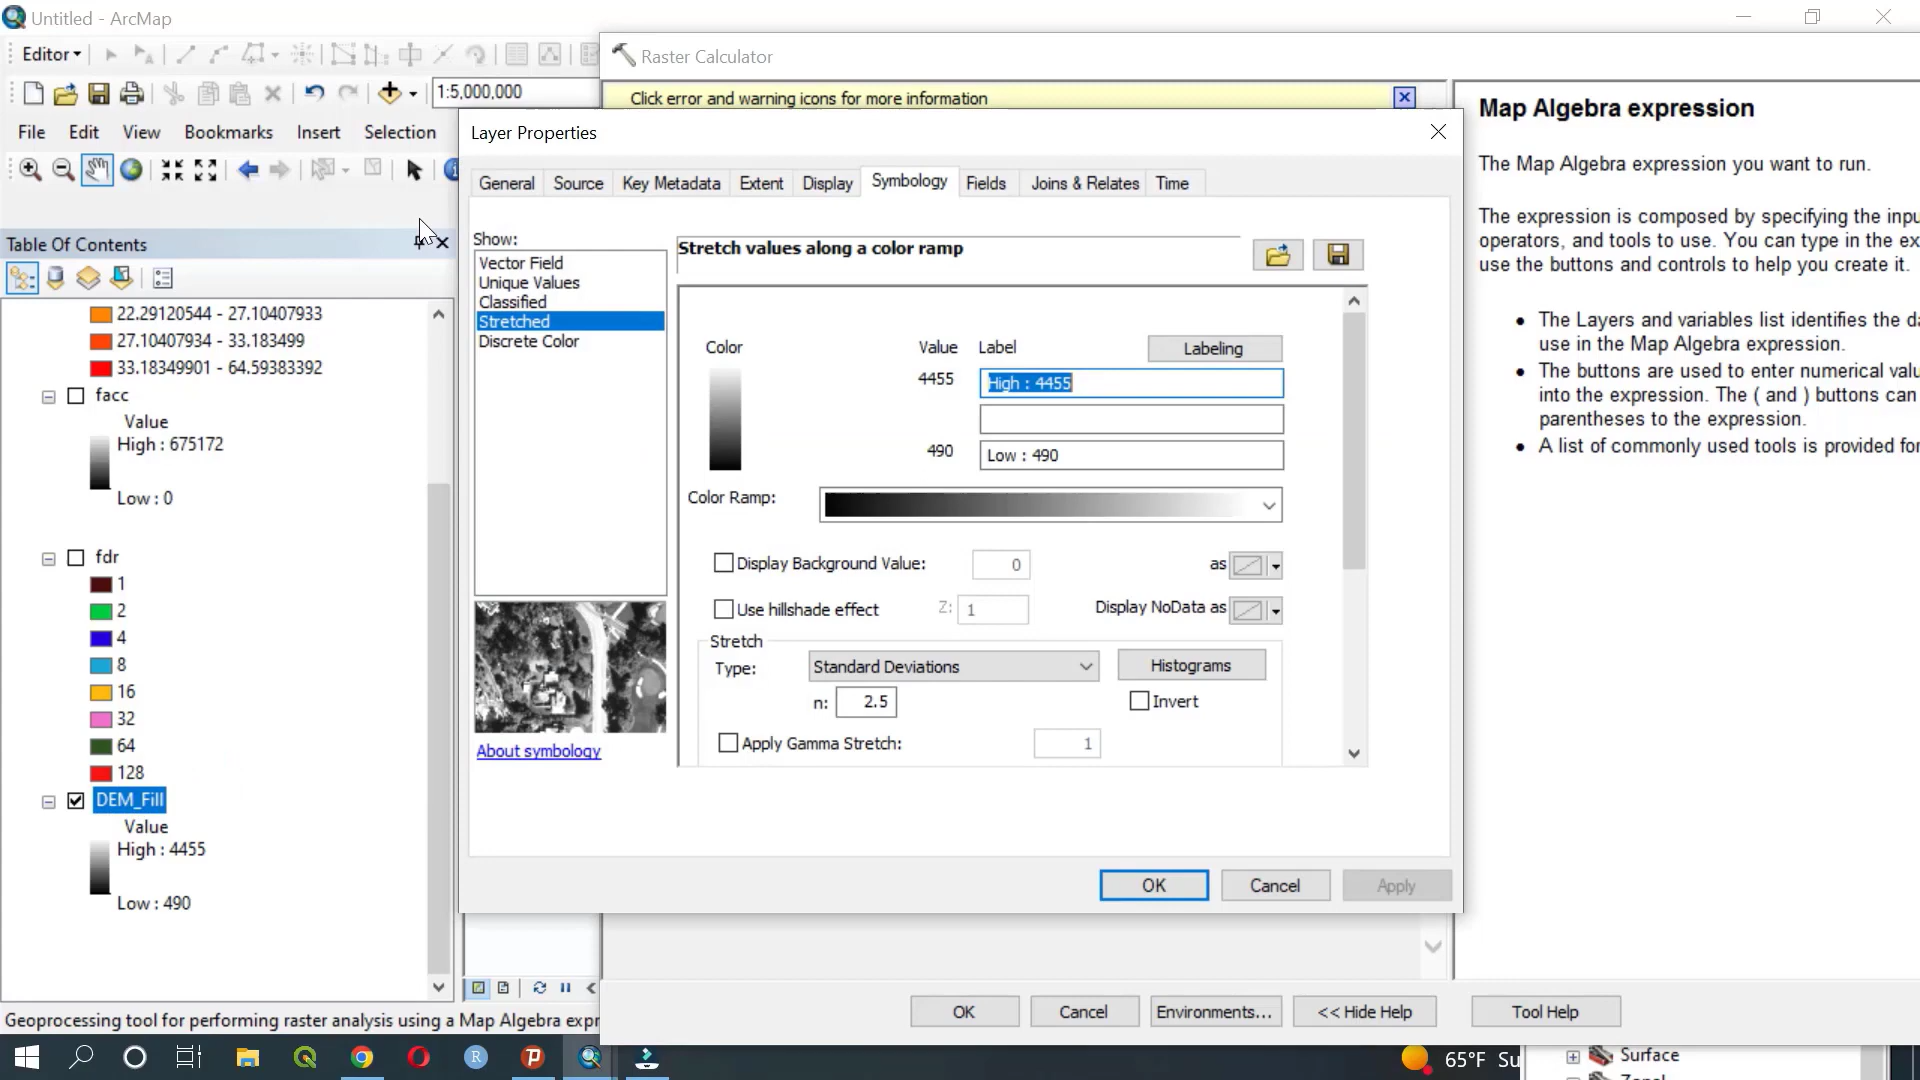 Untitled - ArcMap
Editor
Raster Calculator
1:5,000,000
Click error and warning icons for more information
Map Algebra expression
File Edit View Bookmarks Insert Selection
Layer Properties
The Map Algebra expression you want to run.
General Source Key Metadata Extent Display Symbology Fields Joins & Relates Time
The expression is composed by specifying the inpu
operators, and tools to use. You can type in the ex
use the buttons and controls to help you create it.
Table Of Contents
Show:
Vector Field
Unique Values
Classified
Stretched
Discrete Color
About symbology
Stretch values along a color ramp
Color Value Label Labeling
4455 High : 4455
490 Low : 490
Color Ramp:
Display Background Value: 0 as
Use hillshade effect Z: 1 Display NoData as
Stretch
Type: Standard Deviations Histograms
n: 2.5 Invert
Apply Gamma Stretch: 1
OK Cancel Apply
• The Layers and variables list identifies the da
use in the Map Algebra expression.
• The buttons are used to enter numerical valu
into the expression. The ( and ) buttons can
parentheses to the expression.
• A list of commonly used tools is provided for
22.29120544 - 27.10407933
27.10407934 - 33.183499
33.18349901 - 64.59383392
facc
Value
High : 675172
Low : 0
fdr
1
2
4
8
16
32
64
128
DEM_Fill
Value
High : 4455
Low : 490
OK Cancel Environments... << Hide Help Tool Help
Geoprocessing tool for performing raster analysis using a Map Algebra expr
65°F Su
Surface